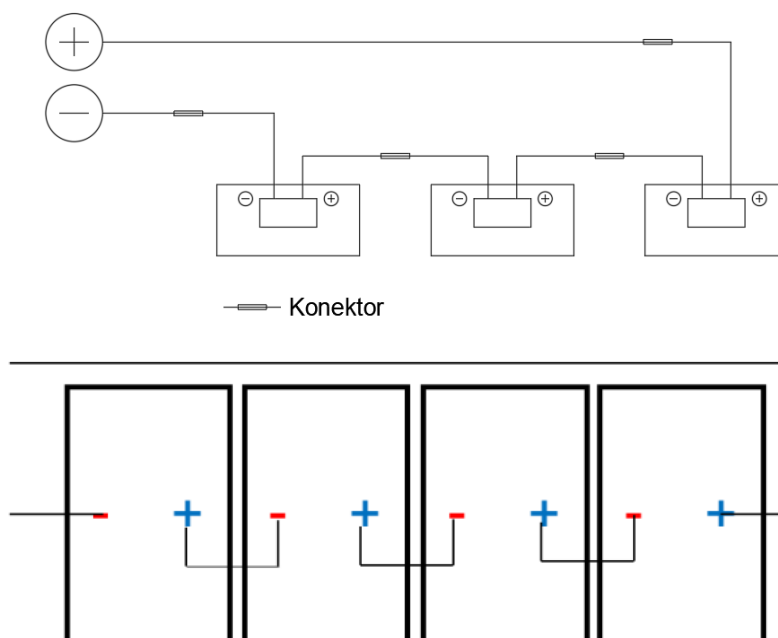 +
−
− + − + − +
Konektor
- + - + - + - +